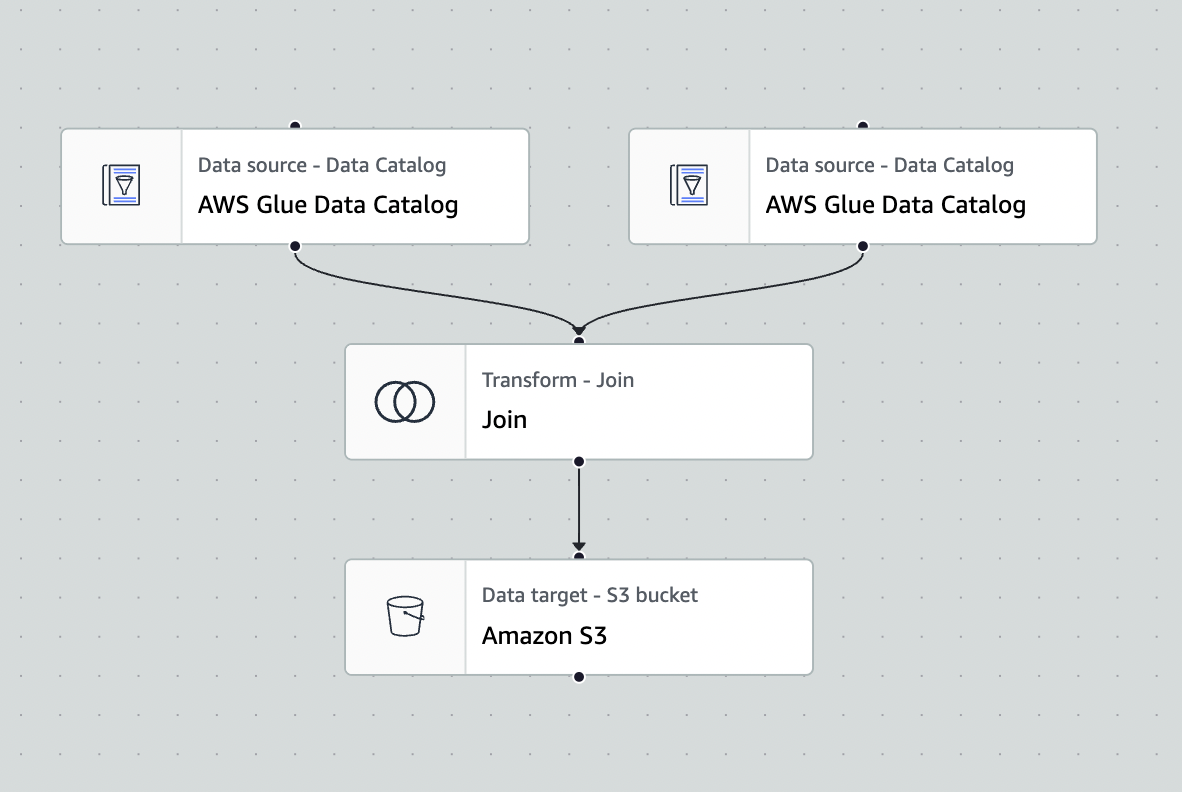 Data source - Data Catalog
AWS Glue Data Catalog
Data source - Data Catalog
AWS Glue Data Catalog
Transform - Join
Join
Data target - S3 bucket
Amazon S3